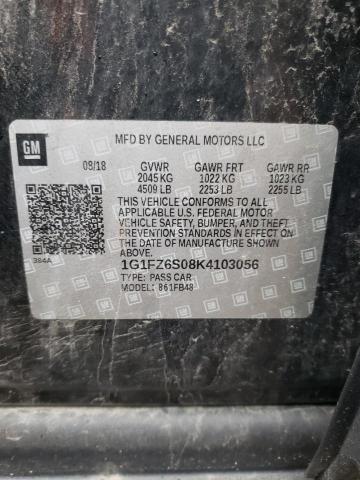 GM
MFD BY GENERAL MOTORS LLC
08/18 GVWR GAWR FRT GAWR RR
2045 KG 1022 KG 1023 KG
4509 LB 2253 LB 2255 LB
THIS VEHICLE CONFORMS TO ALL
APPLICABLE U.S. FEDERAL MOTOR
VEHICLE SAFETY, BUMPER, AND THEFT
PREVENTION STANDARDS IN EFFECT ON
THE DATE OF MANUFACTURE SHOWN
ABOVE.
384A
1G1FZ6S08K4103056
TYPE: PASS CAR
MODEL: 861FB48